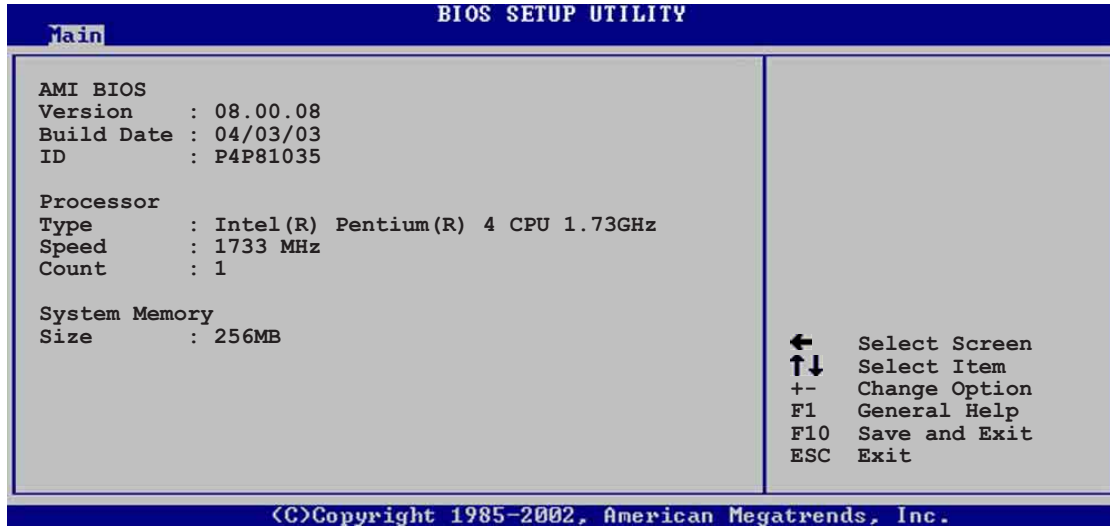 BIOS SETUP UTILITY
Main
AMI BIOS
Version : 08.00.08
Build Date : 04/03/03
ID : P4P81035
Processor
Type : Intel(R) Pentium(R) 4 CPU 1.73GHz
Speed : 1733 MHz
Count : 1
System Memory
Size : 256MB
← Select Screen
↑↓ Select Item
+- Change Option
F1 General Help
F10 Save and Exit
ESC Exit
(C)Copyright 1985-2002, American Megatrends, Inc.